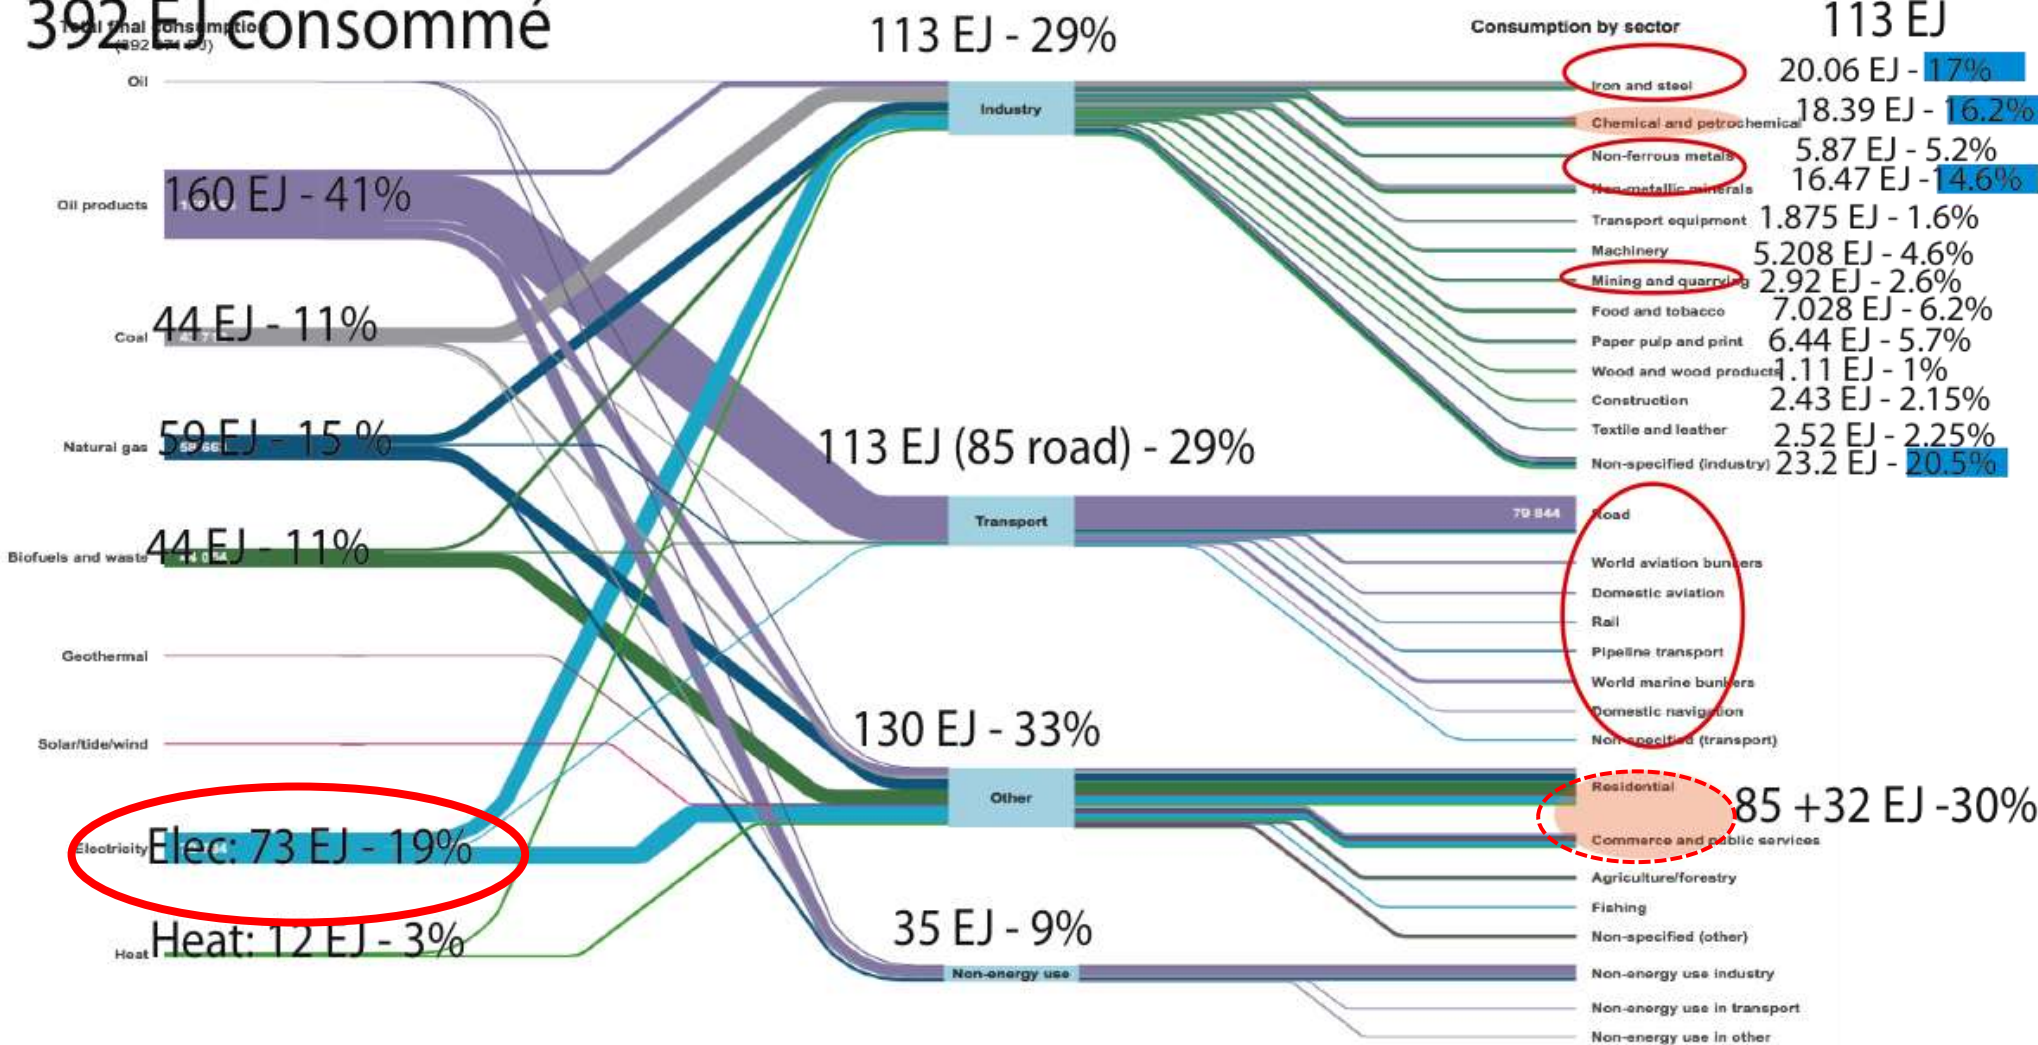 392 EJ consommé
Total final consumption
Oil
Oil products
160 EJ - 41%
Coal
44 EJ - 11%
Natural gas
59 EJ - 15 %
Biofuels and waste
44 EJ - 11%
Geothermal
Solar/tide/wind
Electricity
Elec: 73 EJ - 19%
Heat
Heat: 12 EJ - 3%
113 EJ - 29%
Industry
113 EJ (85 road) - 29%
Transport
130 EJ - 33%
Other
35 EJ - 9%
Non-energy use
Consumption by sector
113 EJ
Iron and steel
20.06 EJ - 17%
Chemical and petrochemical
18.39 EJ - 16.2%
Non-ferrous metals
5.87 EJ - 5.2%
Non-metallic minerals
16.47 EJ -14.6%
Transport equipment
1.875 EJ - 1.6%
Machinery
5.208 EJ - 4.6%
Mining and quarrying
2.92 EJ - 2.6%
Food and tobacco
7.028 EJ - 6.2%
Paper pulp and print
6.44 EJ - 5.7%
Wood and wood products
1.11 EJ - 1%
Construction
2.43 EJ - 2.15%
Textile and leather
2.52 EJ - 2.25%
Non-specified (industry)
23.2 EJ - 20.5%
79 844
Road
World aviation bunkers
Domestic aviation
Rail
Pipeline transport
World marine bunkers
Domestic navigation
Non-specified (transport)
Residential
85 +32 EJ -30%
Commerce and public services
Agriculture/forestry
Fishing
Non-specified (other)
Non-energy use industry
Non-energy use in transport
Non-energy use in other